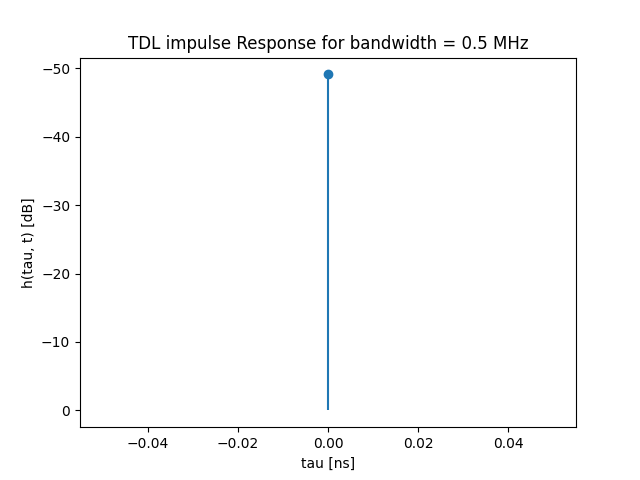 TDL impulse Response for bandwidth = 0.5 MHz
−50
−40
−30
−20
−10
0
h(tau, t) [dB]
−0.04 −0.02 0.00 0.02 0.04
tau [ns]